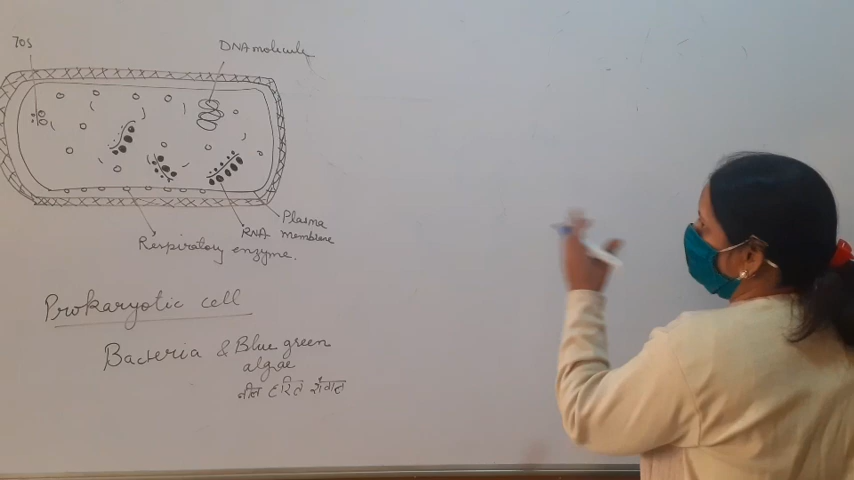 70s
DNA molecule
Plasma
membrane
RNA
Respiratory enzyme.
Prokaryotic cell
Bacteria & Blue green
algae
नील हरित शैवाल